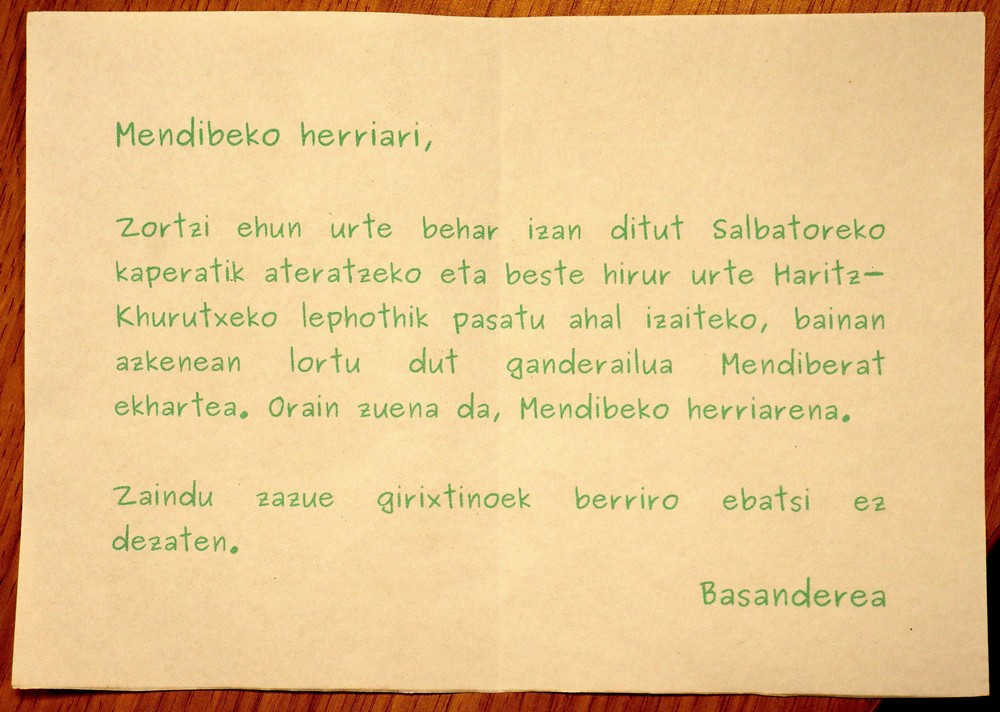 Mendibeko herriari,
Zortzi ehun urte behar izan ditut Salbatoreko
kaperatik ateratzeko eta beste hirur urte Haritz-
Khurutxeko lephothik pasatu ahal izaiteko, bainan
azkenean lortu dut ganderailua Mendiberat
ekhartea. Orain zuena da, Mendibeko herriarena.
Zaindu zazue girixtinoek berriro ebatsi ez
dezaten.
Basanderea